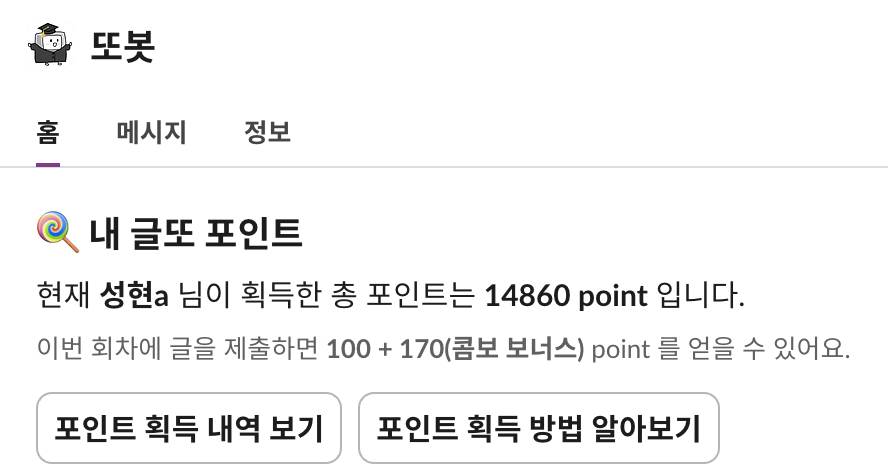 또봇
홈 메시지 정보
내 글또 포인트
현재 성현a 님이 획득한 총 포인트는 14860 point 입니다.
이번 회차에 글을 제출하면 100 + 170(콤보 보너스) point 를 얻을 수 있어요.
포인트 획득 내역 보기 포인트 획득 방법 알아보기